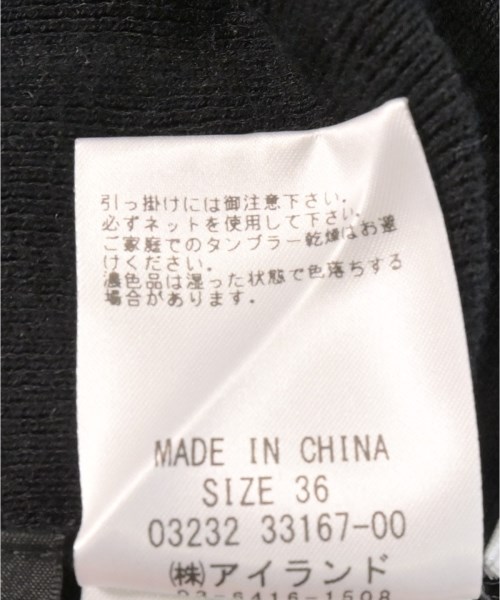 引っ掛けには御注意下さい。
必ずネットを使用して下さい。
ご家庭でのタンブラー乾燥はお避
けください。
濃色品は湿った状態で色落ちする
場合があります。
MADE IN CHINA
SIZE 36
03232 33167-00
㈱アイランド
03-5416-1508